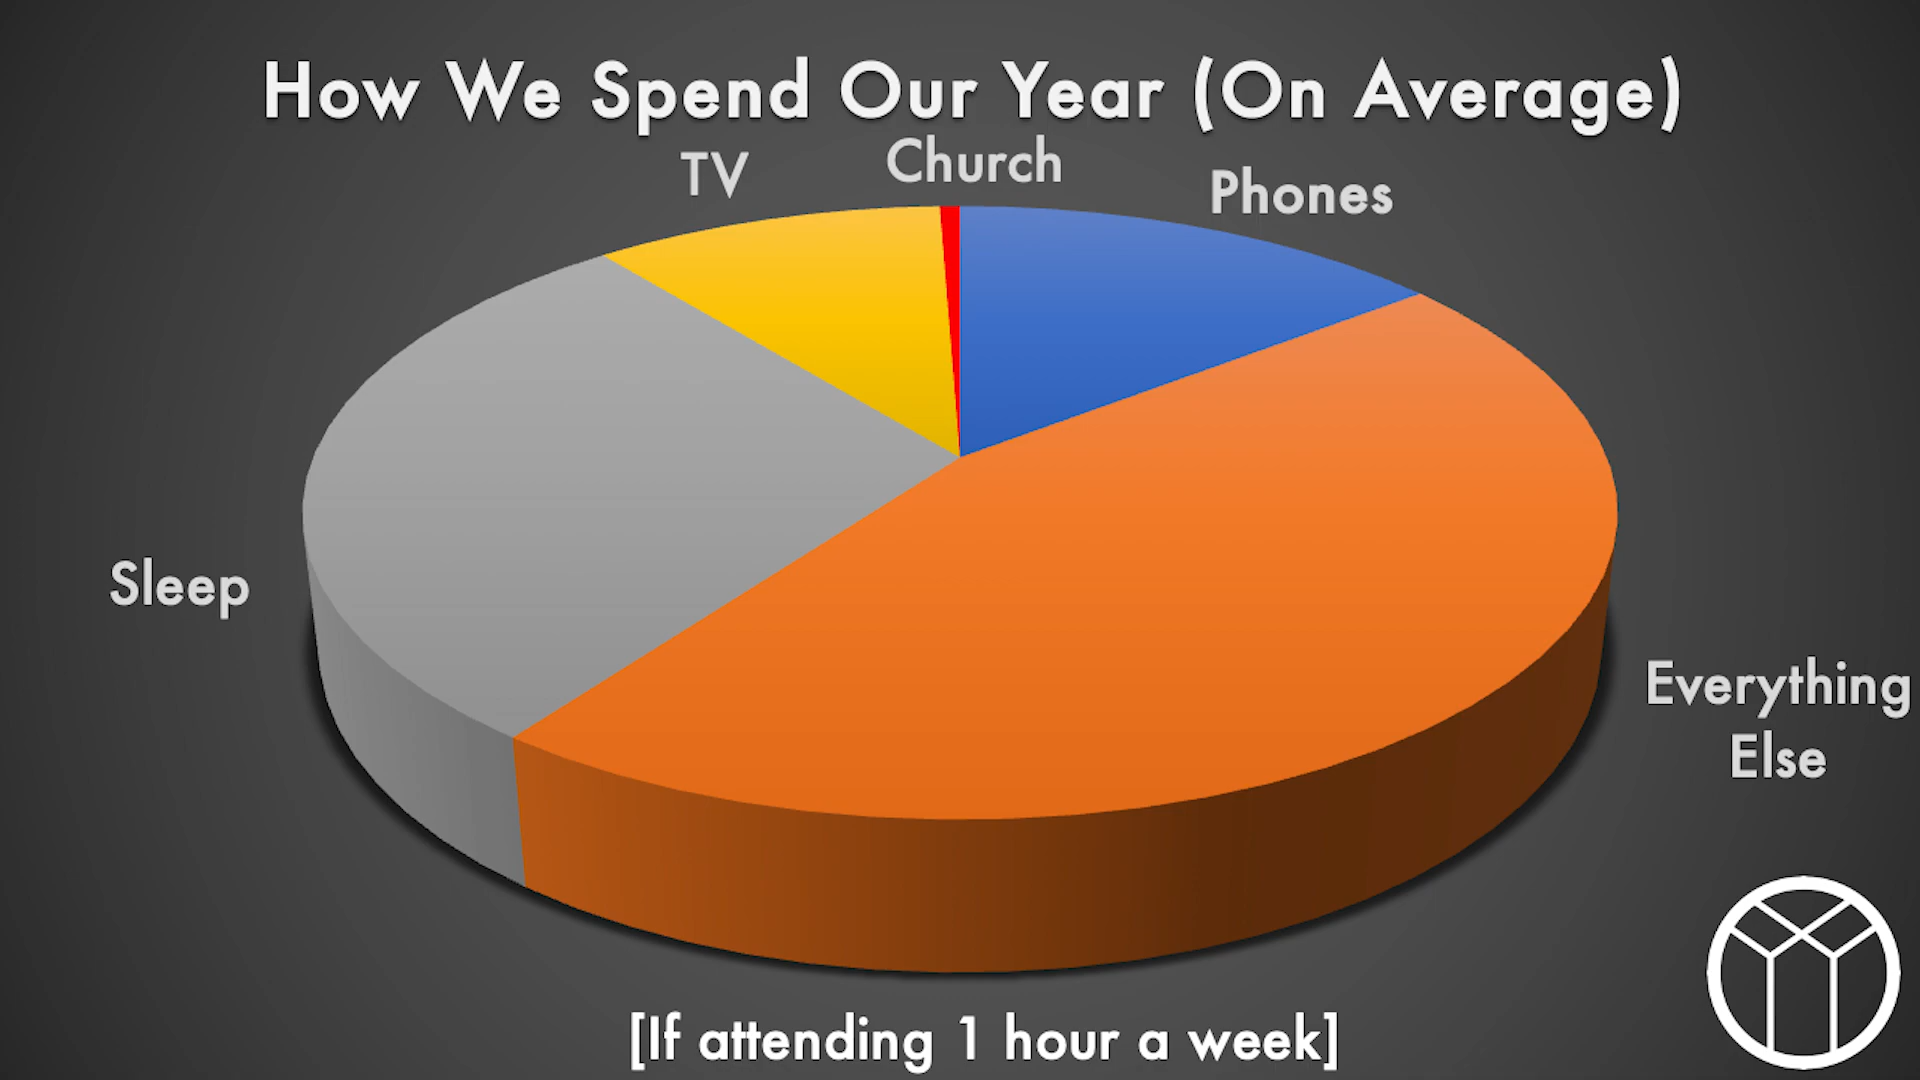 How We Spend Our Year (On Average)
TV
Church
Phones
Sleep
Everything
Else
[If attending 1 hour a week]